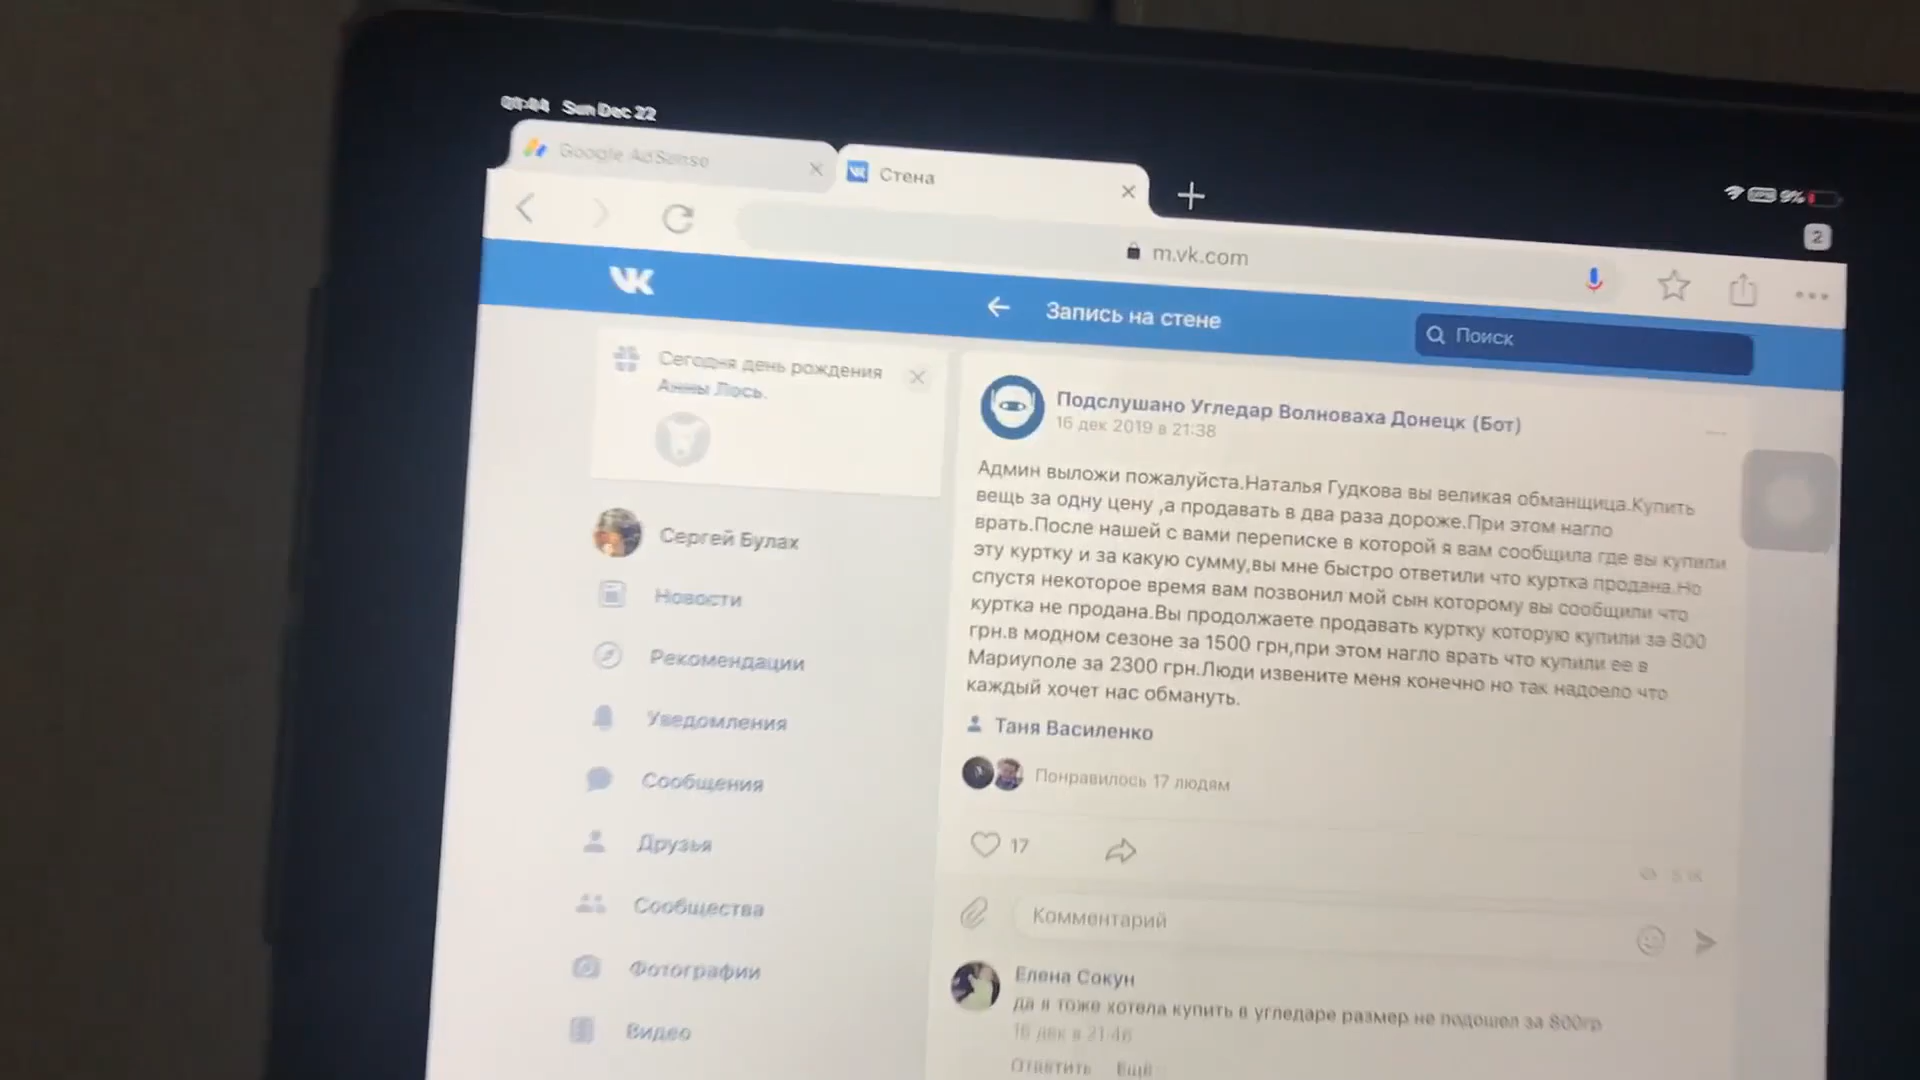 01:44 Sun Dec 22
9%
Google AdSense
Стена
2
m.vk.com
Запись на стене
Поиск
Сегодня день рождения
Анны Лось.
Сергей Булах
Новости
Рекомендации
Уведомления
Сообщения
Друзья
Сообщества
Фотографии
Видео
Подслушано Угледар Волноваха Донецк (Бот)
16 дек 2019 в 21:38
Админ выложи пожалуйста.Наталья Гудкова вы великая обманщица.Купить
вещь за одну цену ,а продавать в два раза дороже.При этом нагло
врать.После нашей с вами переписке в которой я вам сообщила где вы купили
эту куртку и за какую сумму,вы мне быстро ответили что куртка продана.Но
спустя некоторое время вам позвонил мой сын которому вы сообщили что
куртка не продана.Вы продолжаете продавать куртку которую купили за 800
грн.в модном сезоне за 1500 грн,при этом нагло врать что купили ее в
Мариуполе за 2300 грн.Люди извените меня конечно но так надоело что
каждый хочет нас обмануть.
Таня Василенко
Понравилось 17 людям
17
Комментарий
Елена Сокун
да я тоже хотела купить в угледаре размер не подошел за 800гр
16 дек в 21:46
Ответить Ещё